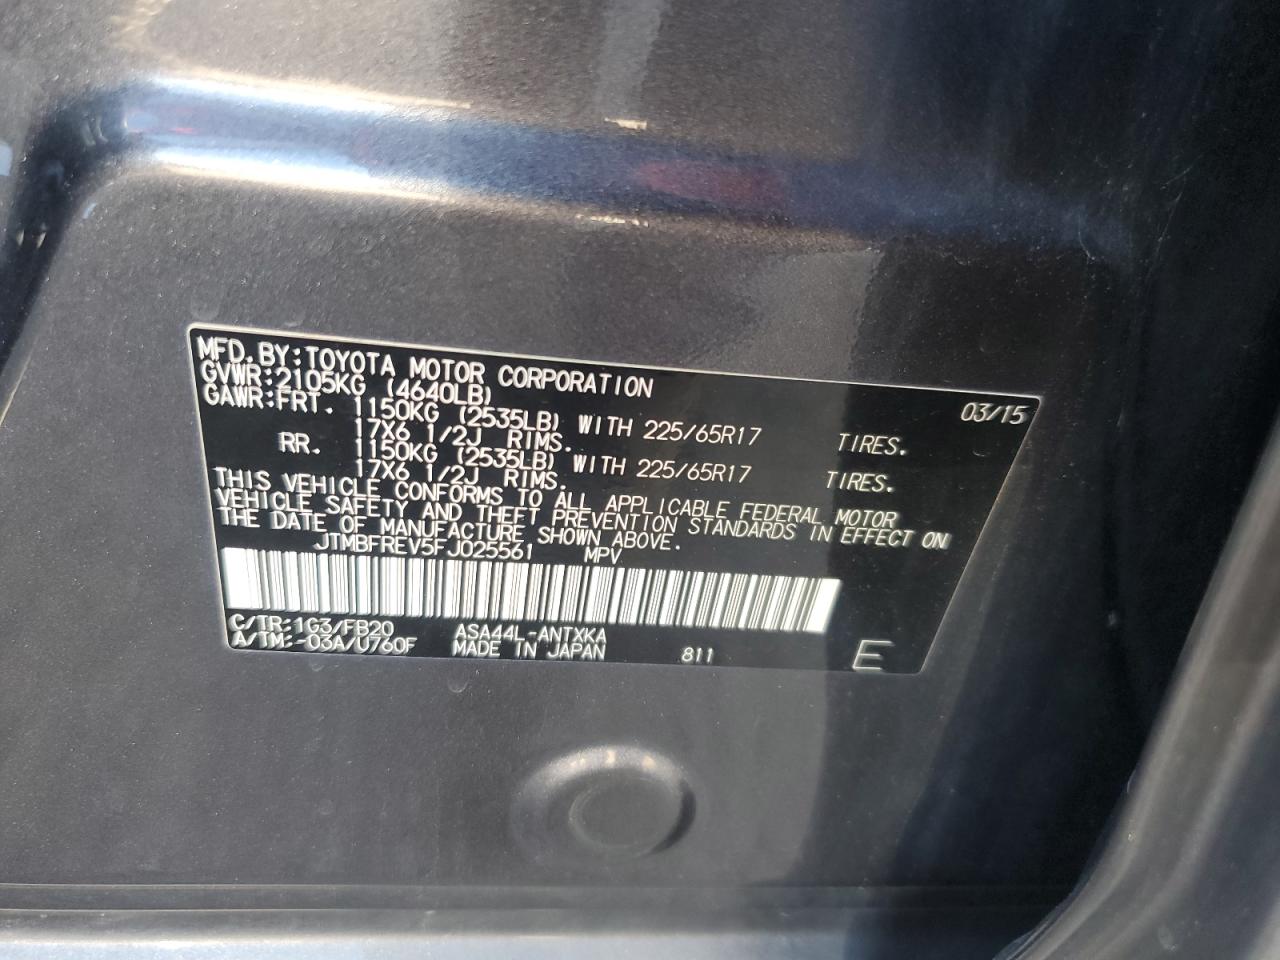 MFD.BY:TOYOTA MOTOR CORPORATION 03/15
GVWR:2105KG (4640LB)
GAWR:FRT. 1150KG (2535LB) WITH 225/65R17 TIRES.
17X6 1/2J RIMS.
RR. 1150KG (2535LB) WITH 225/65R17 TIRES.
17X6 1/2J RIMS.
THIS VEHICLE CONFORMS TO ALL APPLICABLE FEDERAL MOTOR
VEHICLE SAFETY AND THEFT PREVENTION STANDARDS IN EFFECT ON
THE DATE OF MANUFACTURE SHOWN ABOVE.
JTMBFREV5FJ025561 MPV
C/TR:1G3/FB20 ASA44L-ANTXKA
A/TM:-03A/U760F MADE IN JAPAN 811 E